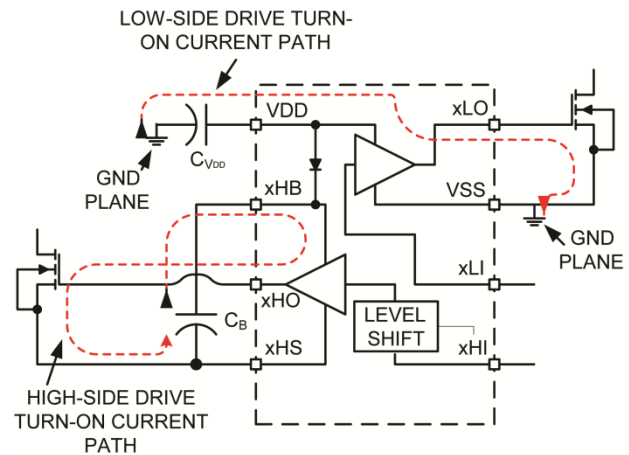 LOW-SIDE DRIVE TURN-
ON CURRENT PATH
VDD
xLO
CVDD
GND
PLANE
xHB
VSS
GND
PLANE
xHO
xLI
CB
LEVEL
SHIFT
xHS
xHI
HIGH-SIDE DRIVE
TURN-ON CURRENT
PATH